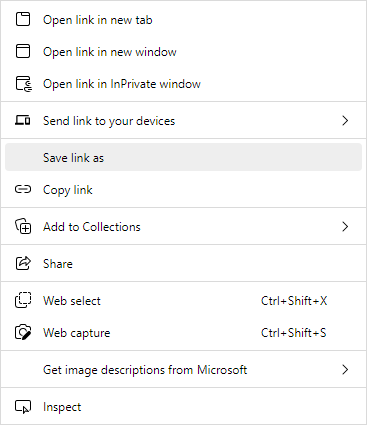 Open link in new tab
Open link in new window
Open link in InPrivate window
Send link to your devices
Save link as
Copy link
Add to Collections
Share
Web select Ctrl+Shift+X
Web capture Ctrl+Shift+S
Get image descriptions from Microsoft
Inspect